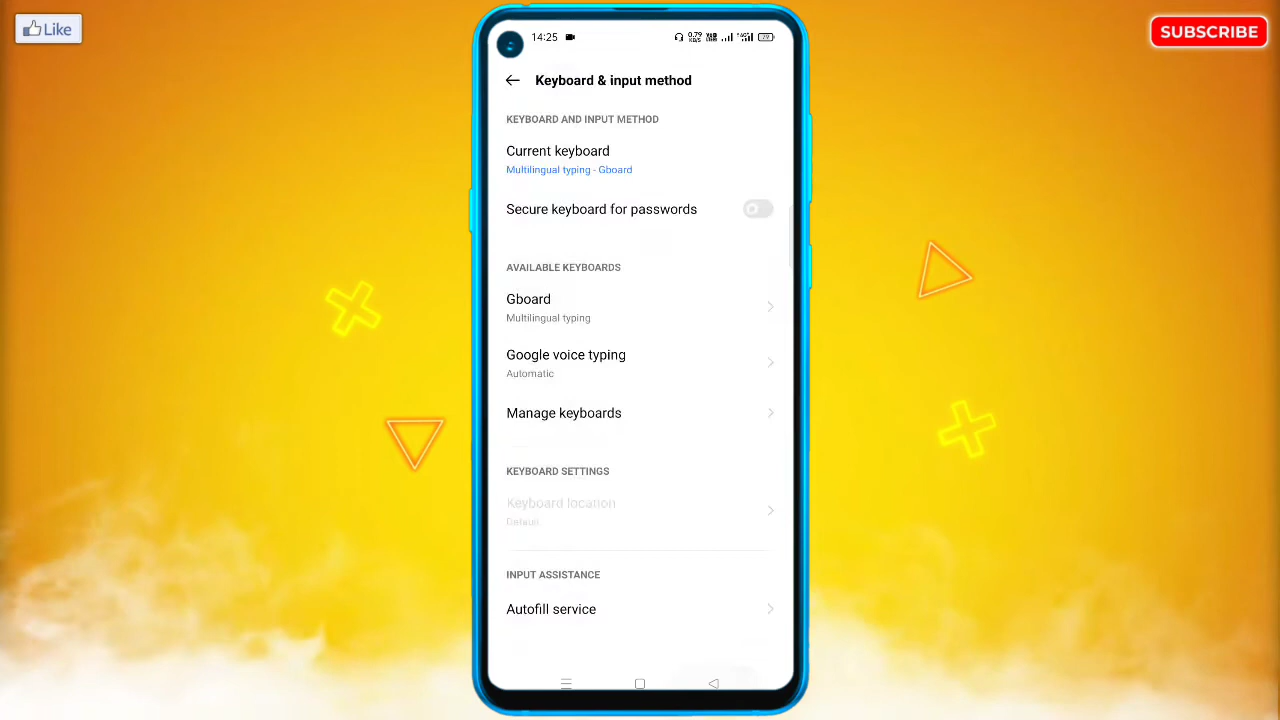 Like
SUBSCRIBE
14:25
Keyboard & input method
KEYBOARD AND INPUT METHOD
Current keyboard
Multilingual typing - Gboard
Secure keyboard for passwords
AVAILABLE KEYBOARDS
Gboard
Multilingual typing
Google voice typing
Automatic
Manage keyboards
KEYBOARD SETTINGS
Keyboard location
Default
INPUT ASSISTANCE
Autofill service